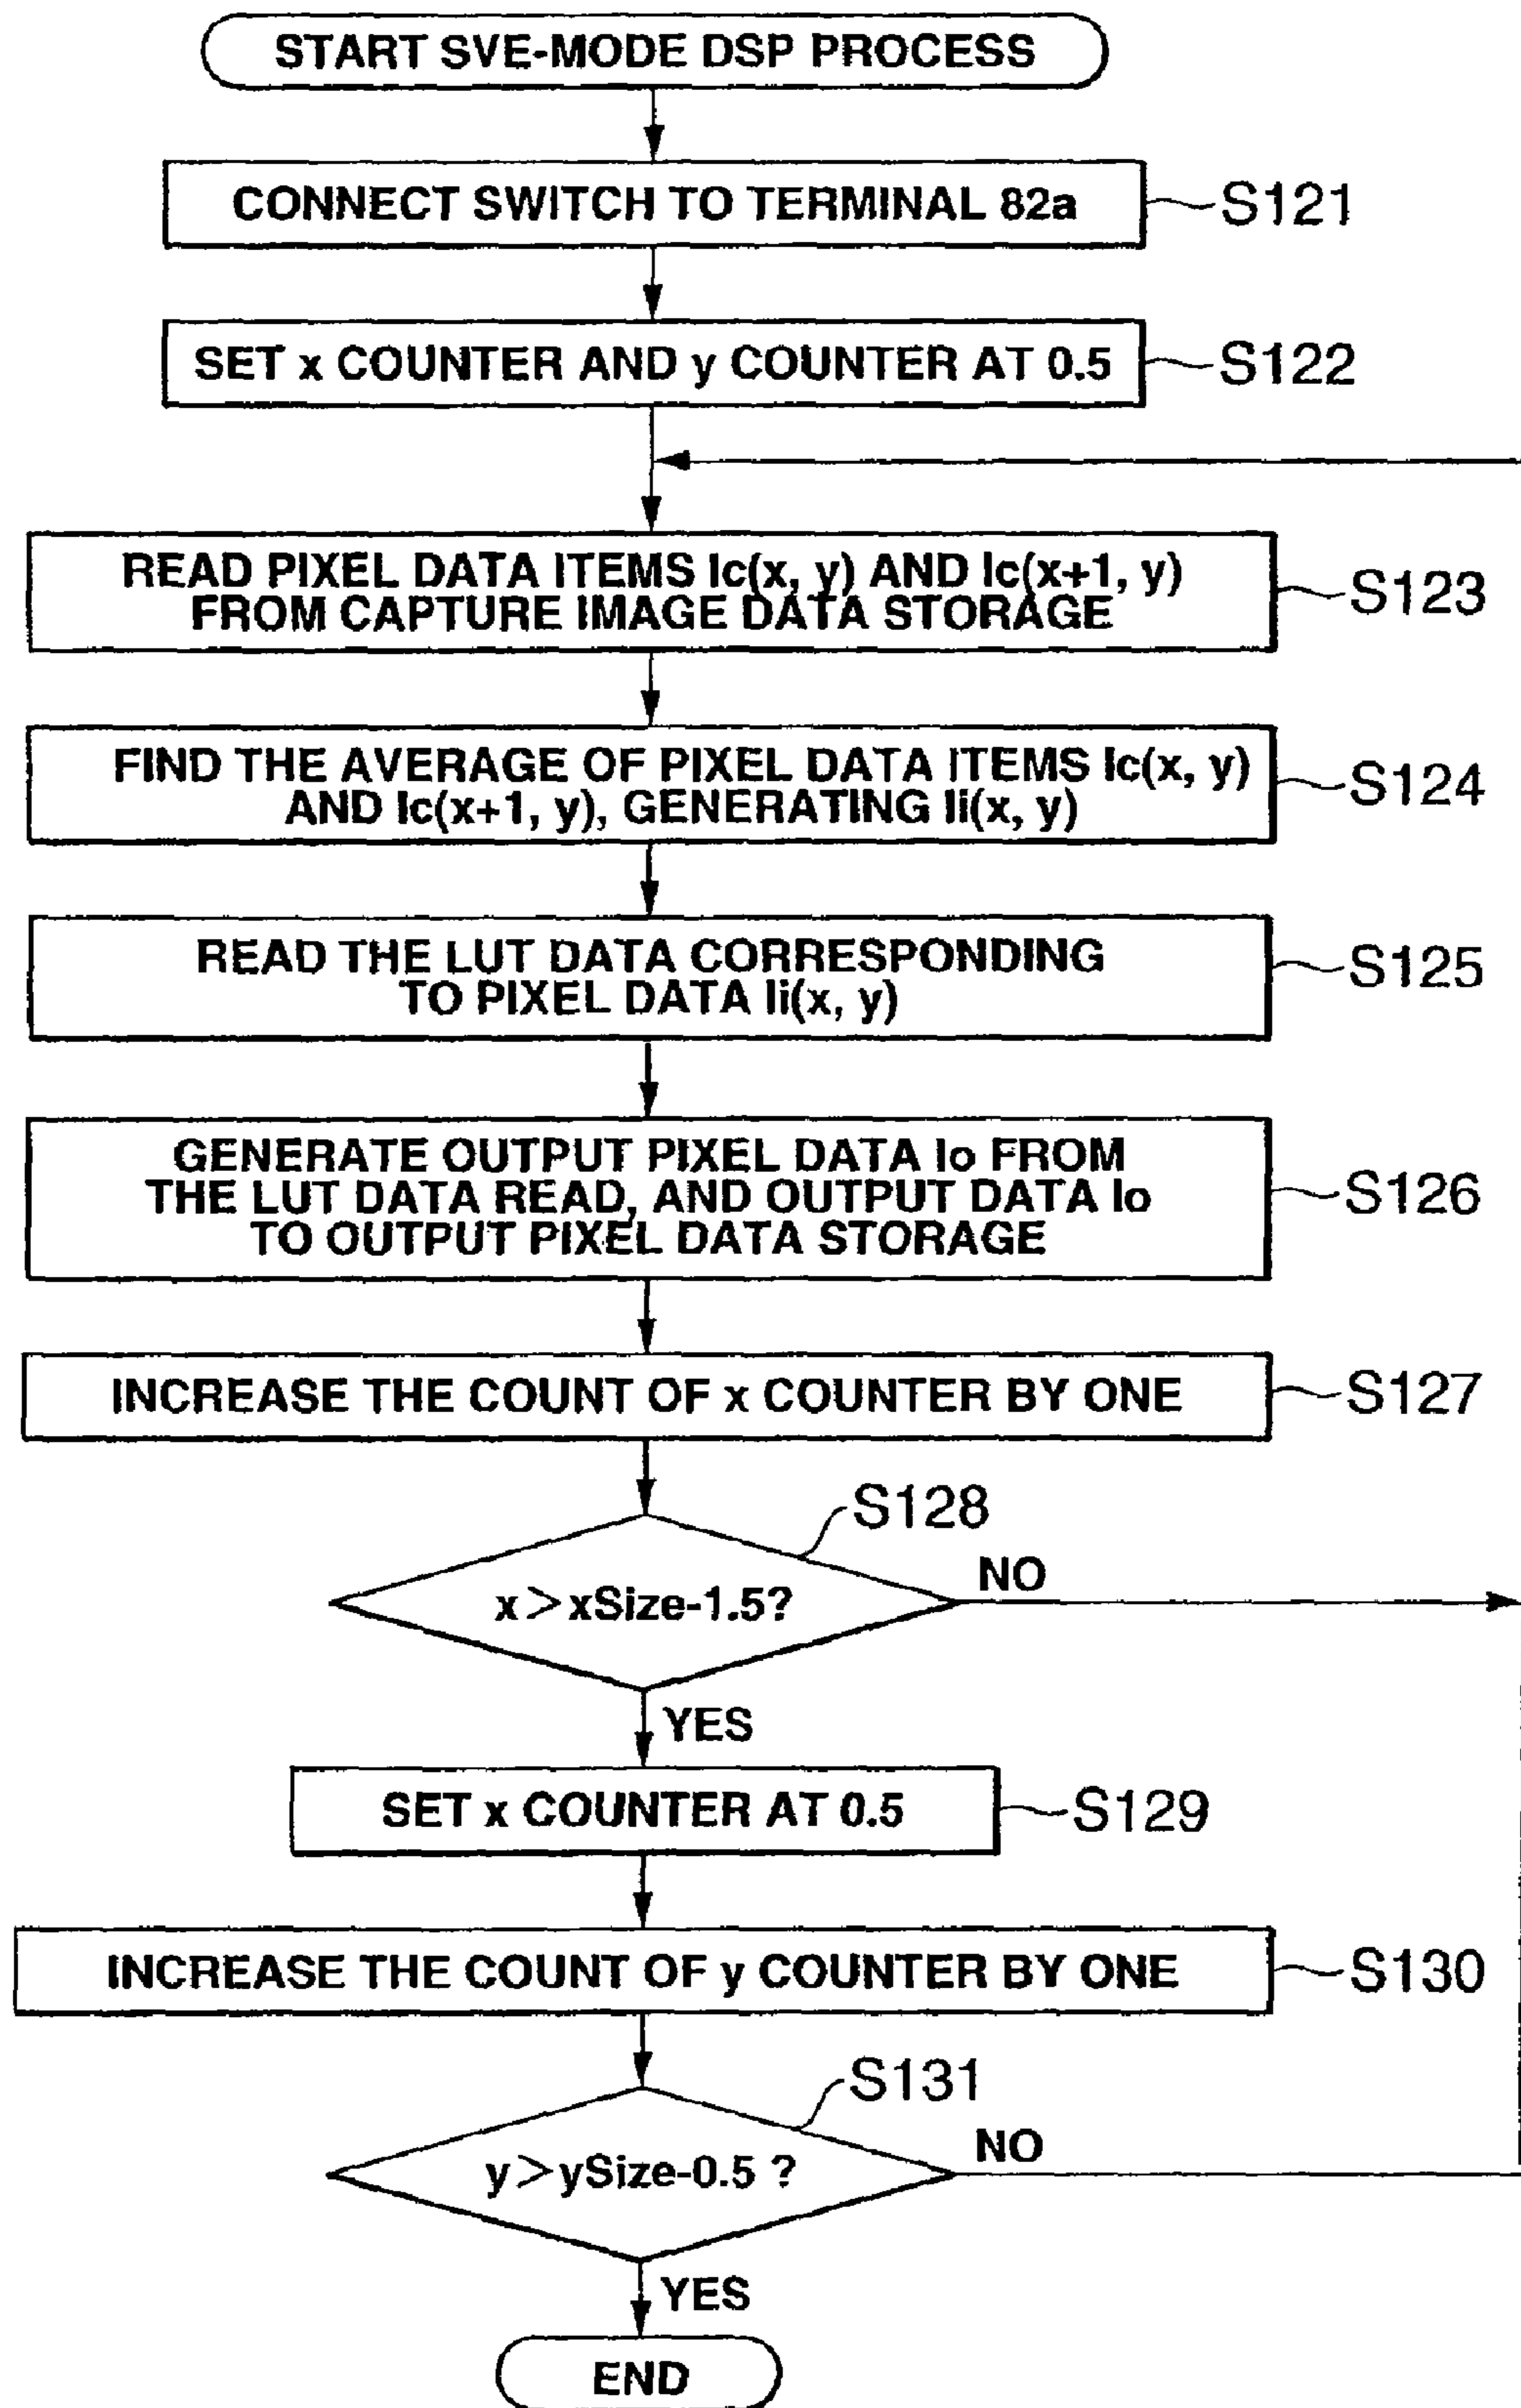 START SVE-MODE DSP PROCESS
CONNECT SWITCH TO TERMINAL 82a
S121
SET x COUNTER AND y COUNTER AT 0.5
S122
READ PIXEL DATA ITEMS Ic(x, y) AND Ic(x+1, y)
FROM CAPTURE IMAGE DATA STORAGE
S123
FIND THE AVERAGE OF PIXEL DATA ITEMS Ic(x, y)
AND Ic(x+1, y), GENERATING Ii(x, y)
S124
READ THE LUT DATA CORRESPONDING
TO PIXEL DATA Ii(x, y)
S125
GENERATE OUTPUT PIXEL DATA Io FROM
THE LUT DATA READ, AND OUTPUT DATA Io
TO OUTPUT PIXEL DATA STORAGE
S126
INCREASE THE COUNT OF x COUNTER BY ONE
S127
S128
x>xSize-1.5?
NO
YES
SET x COUNTER AT 0.5
S129
INCREASE THE COUNT OF y COUNTER BY ONE
S130
S131
y>ySize-0.5 ?
NO
YES
END